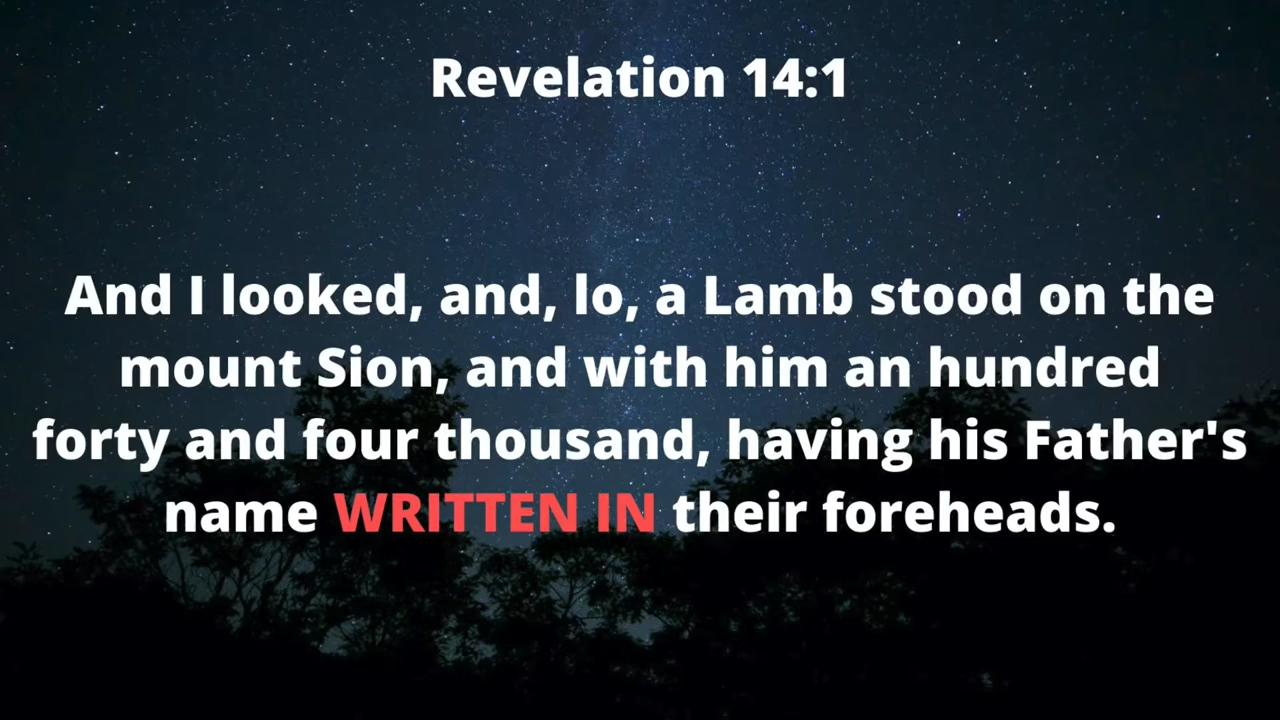 Revelation 14:1
And I looked, and, lo, a Lamb stood on the
mount Sion, and with him an hundred
forty and four thousand, having his Father's
name WRITTEN IN their foreheads.